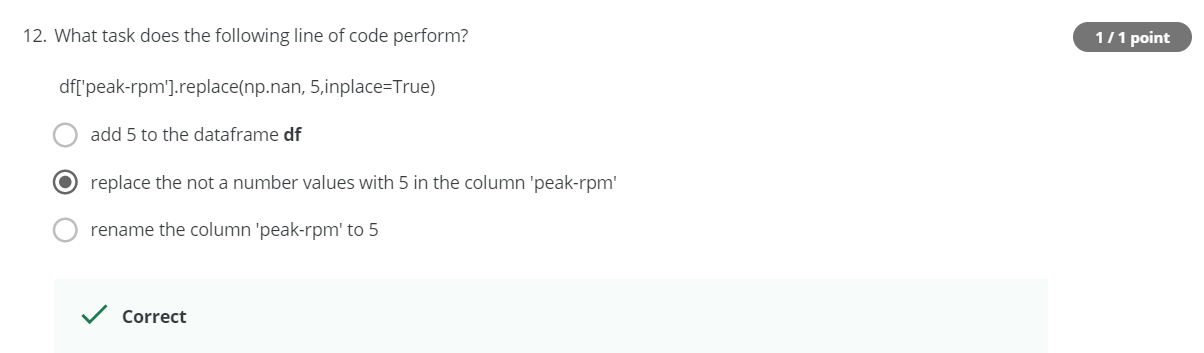 12. What task does the following line of code perform?
1 / 1 point
df['peak-rpm'].replace(np.nan, 5,inplace=True)
add 5 to the dataframe df
replace the not a number values with 5 in the column 'peak-rpm'
rename the column 'peak-rpm' to 5
Correct